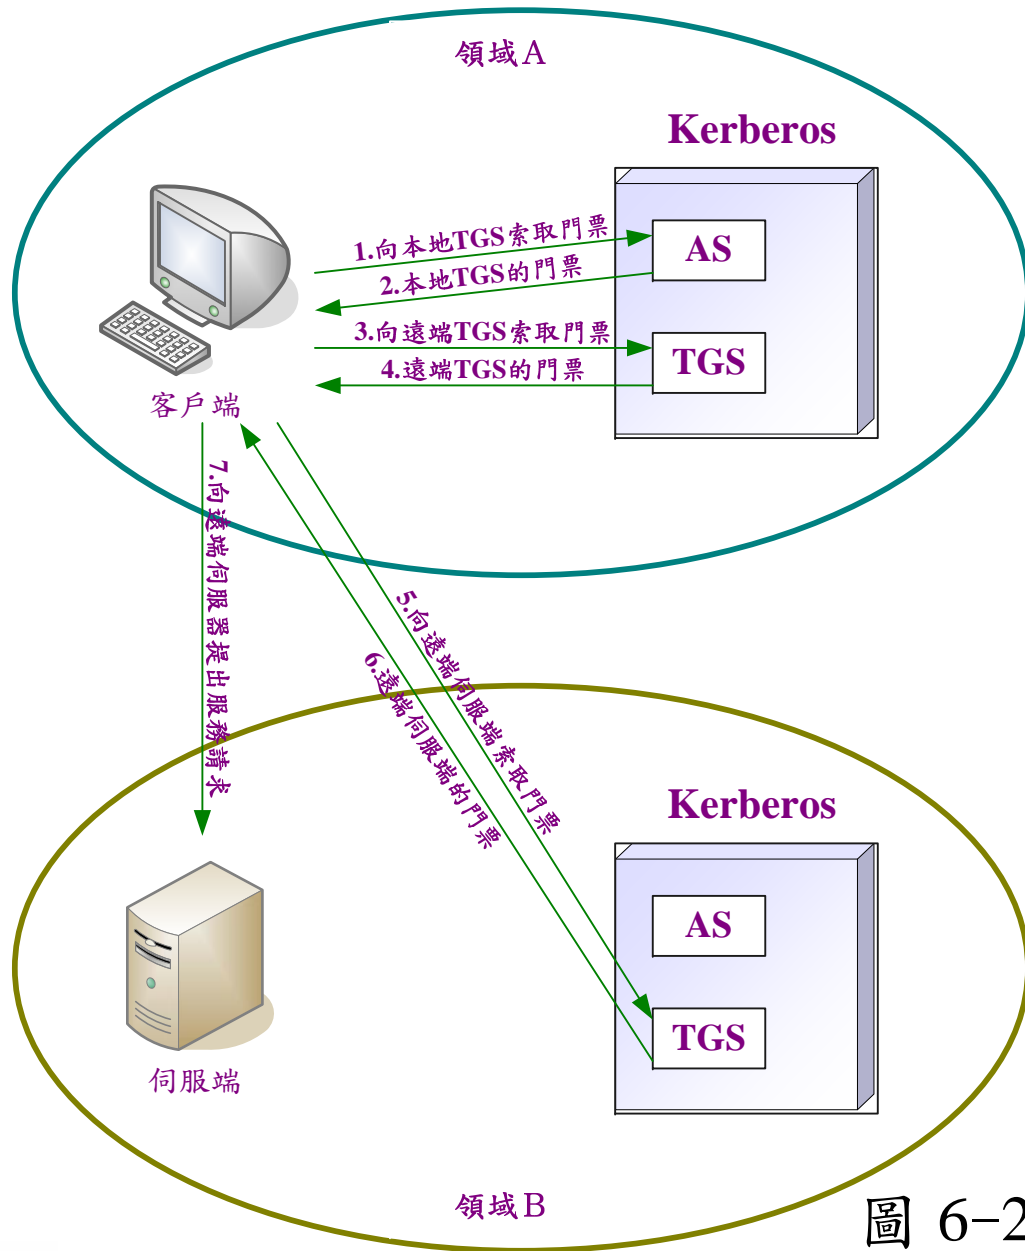 領域A
Kerberos
AS
1.向本地TGS索取門票
2.本地TGS的門票
3.向遠端TGS索取門票
4.遠端TGS的門票
TGS
客戶端
7.向遠端伺服器提出服務請求
5.向遠端伺服端索取門票
6.遠端伺服端的門票
Kerberos
AS
TGS
伺服端
領域B
圖 6-2